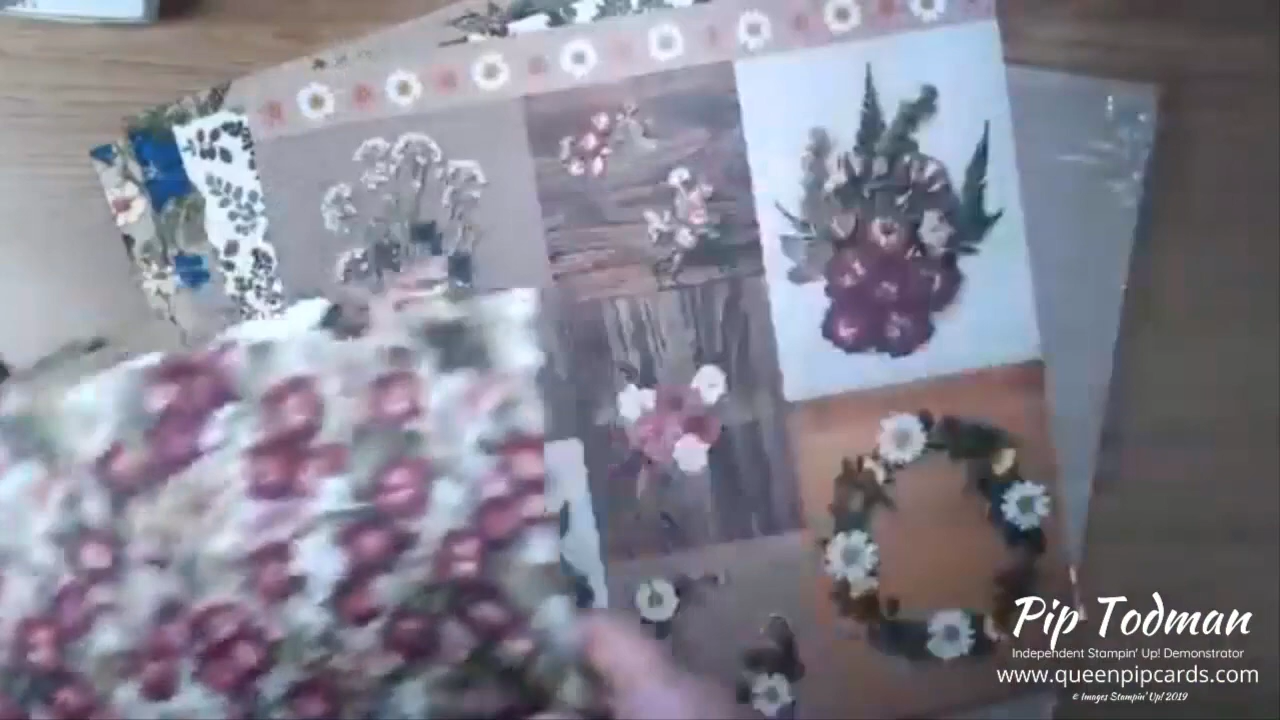 Pip Todman
Independent Stampin' Up! Demonstrator
www.queenpipcards.com
© Images Stampin' Up! 2019